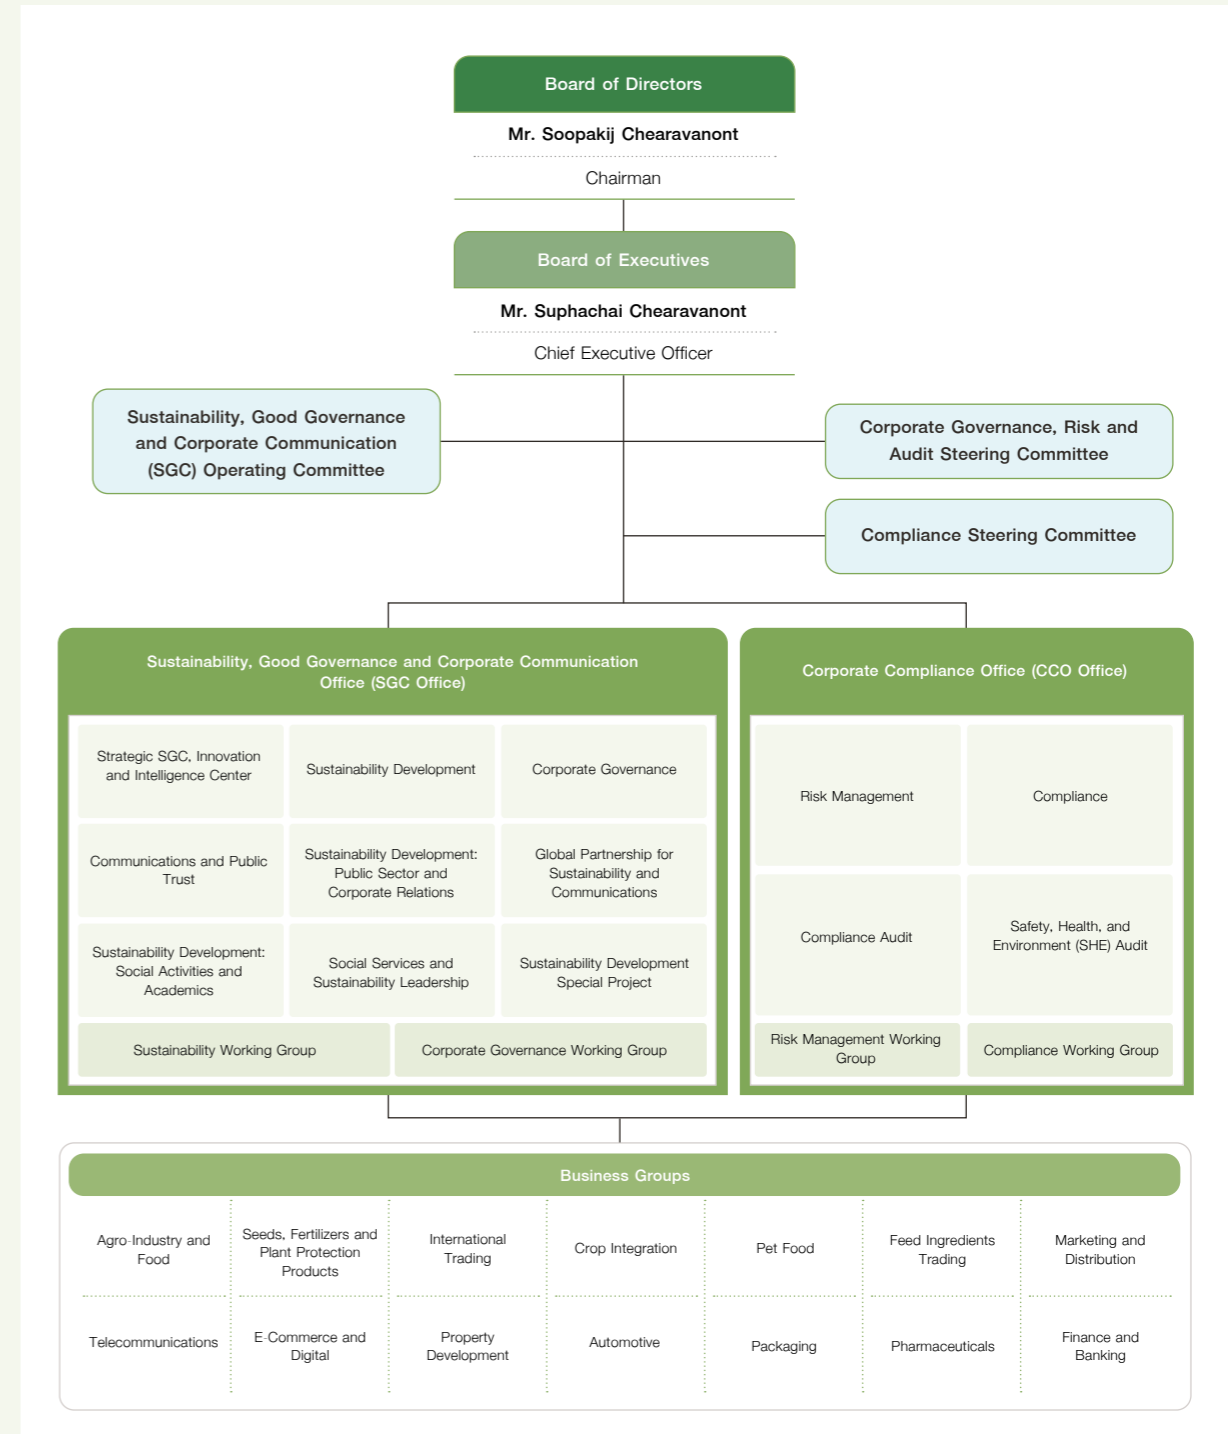 Board of Directors
Mr. Soopakij Chearavanont
Chairman
Board of Executives
Mr. Suphachai Chearavanont
Chief Executive Officer
Sustainability, Good Governance
and Corporate Communication
(SGC) Operating Committee
Corporate Governance, Risk and
Audit Steering Committee
Compliance Steering Committee
Sustainability, Good Governance and Corporate Communication
Office (SGC Office)
Strategic SGC, Innovation
and Intelligence Center
Sustainability Development
Corporate Governance
Communications and Public
Trust
Sustainability Development:
Public Sector and
Corporate Relations
Global Partnership for
Sustainability and
Communications
Sustainability Development:
Social Activities and
Academics
Social Services and
Sustainability Leadership
Sustainability Development
Special Project
Sustainability Working Group
Corporate Governance Working Group
Corporate Compliance Office (CCO Office)
Risk Management
Compliance
Compliance Audit
Safety, Health, and
Environment (SHE) Audit
Risk Management Working
Group
Compliance Working Group
Business Groups
Agro-Industry and
Food
Seeds, Fertilizers and
Plant Protection
Products
International
Trading
Crop Integration
Pet Food
Feed Ingredients
Trading
Marketing and
Distribution
Telecommunications
E-Commerce and
Digital
Property
Development
Automotive
Packaging
Pharmaceuticals
Finance and
Banking